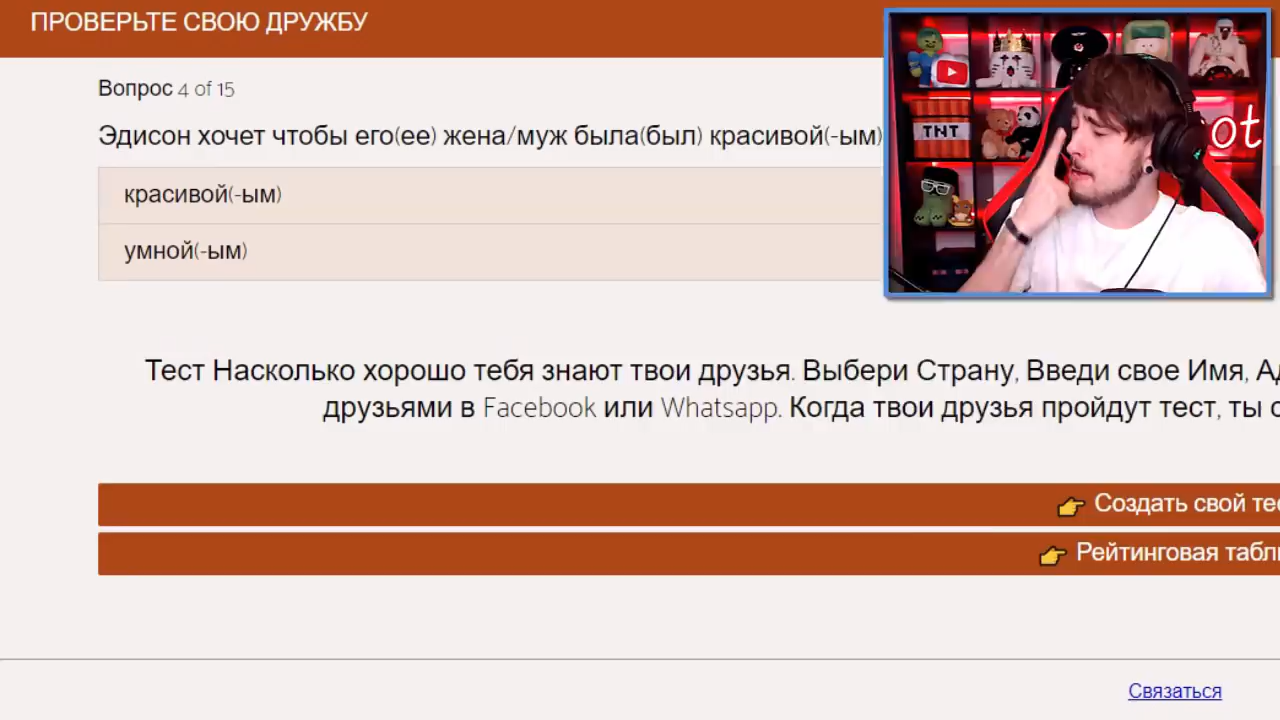 ПРОВЕРЬТЕ СВОЮ ДРУЖБУ
Вопрос 4 of 15
Эдисон хочет чтобы его(ее) жена/муж была(был) красивой(-ым)
красивой(-ым)
умной(-ым)
TNT
ot
Тест Насколько хорошо тебя знают твои друзья. Выбери Страну, Введи свое Имя,
друзьями в Facebook или Whatsapp. Когда твои друзья пройдут тест, ты
👉 Создать свой
👉 Рейтинговая
Связаться